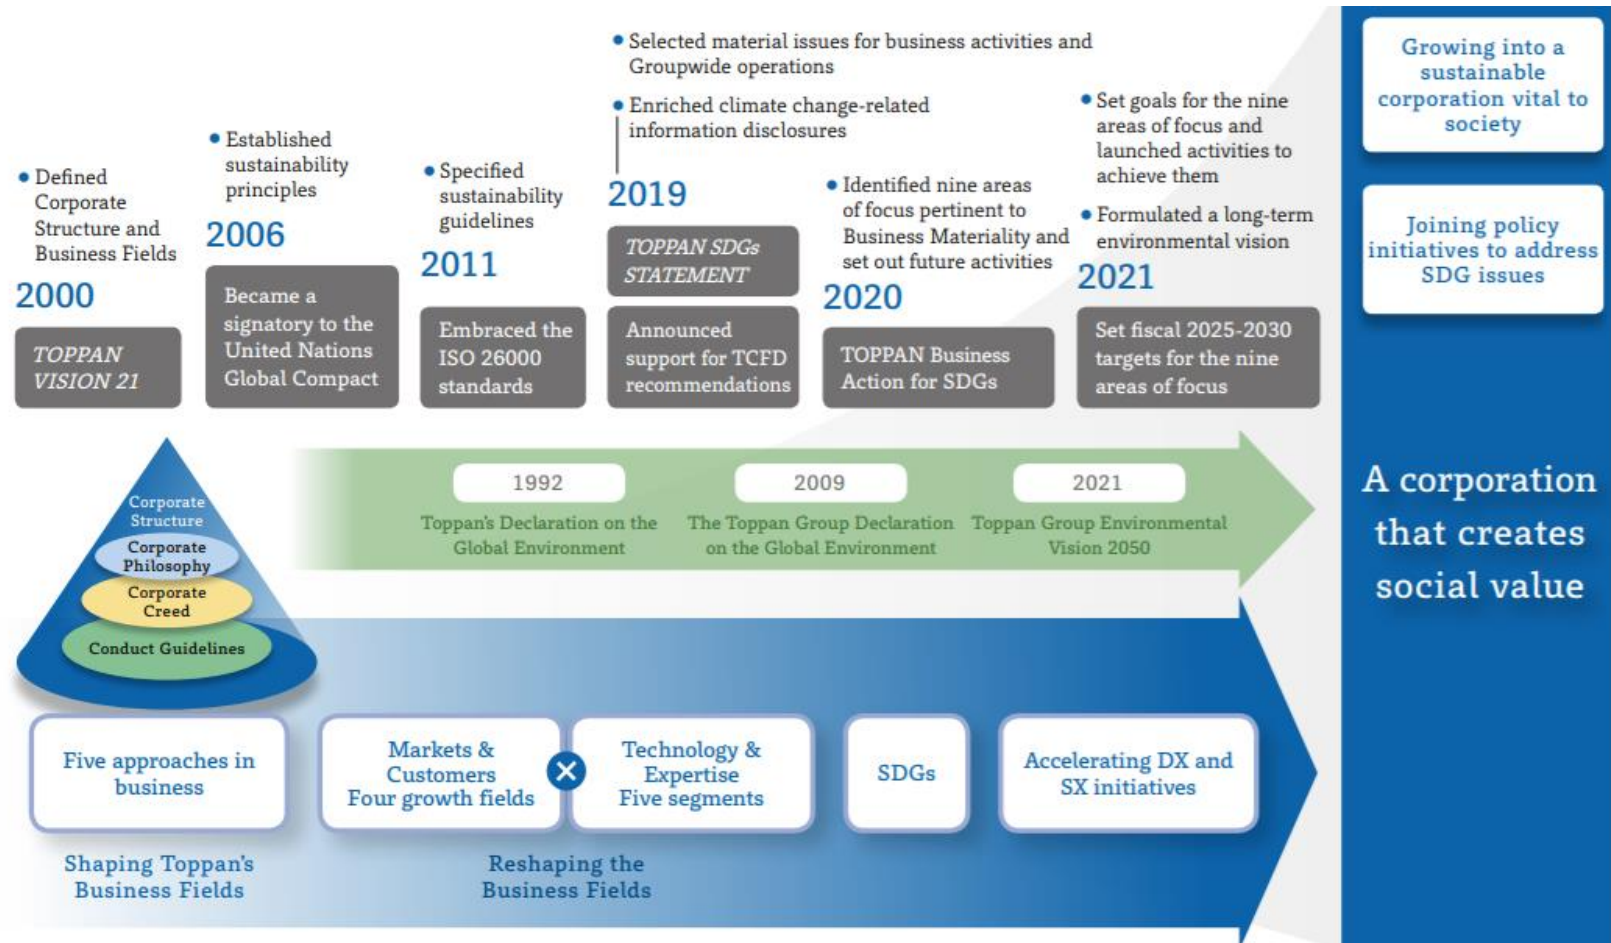 • Defined
Corporate
Structure and
Business Fields
2000
TOPPAN
VISION 21
• Established
sustainability
principles
2006
Became a
signatory to the
United Nations
Global Compact
• Specified
sustainability
guidelines
2011
Embraced the
ISO 26000
standards
• Selected material issues for business activities and
Groupwide operations
• Enriched climate change-related
information disclosures
2019
TOPPAN SDGs
STATEMENT
Announced
support for TCFD
recommendations
• Identified nine areas
of focus pertinent to
Business Materiality and
set out future activities
2020
TOPPAN Business
Action for SDGs
• Set goals for the nine
areas of focus and
launched activities to
achieve them
• Formulated a long-term
environmental vision
2021
Set fiscal 2025-2030
targets for the nine
areas of focus
Growing into a
sustainable
corporation vital to
society
Joining policy
initiatives to address
SDG issues
A corporation
that creates
social value
Corporate
Structure
Corporate
Philosophy
Corporate
Creed
Conduct Guidelines
1992
Toppan's Declaration on the
Global Environment
2009
The Toppan Group Declaration
on the Global Environment
2021
Toppan Group Environmental
Vision 2050
Five approaches in
business
Markets &
Customers
Four growth fields
×
Technology &
Expertise
Five segments
SDGs
Accelerating DX and
SX initiatives
Shaping Toppan's
Business Fields
Reshaping the
Business Fields